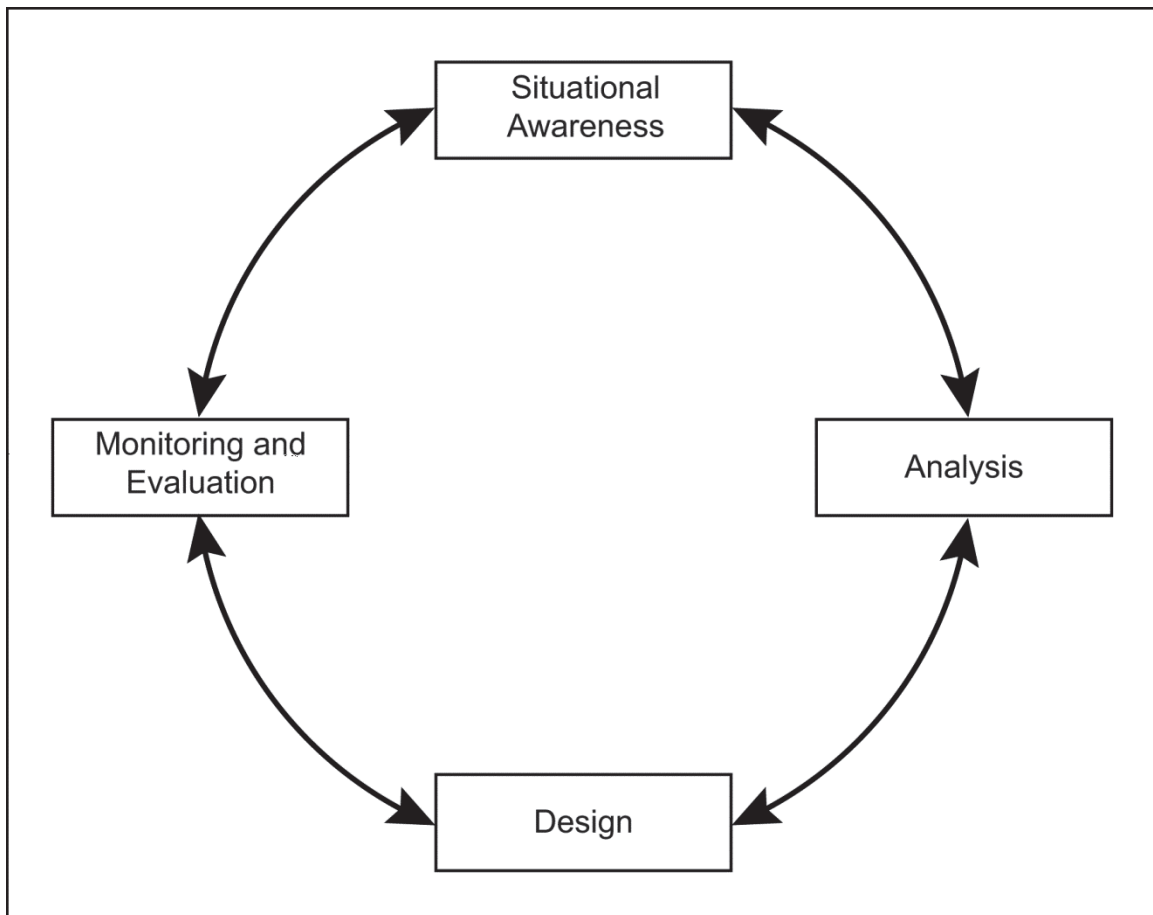 Situational
Awareness
Monitoring and
Evaluation
Analysis
Design